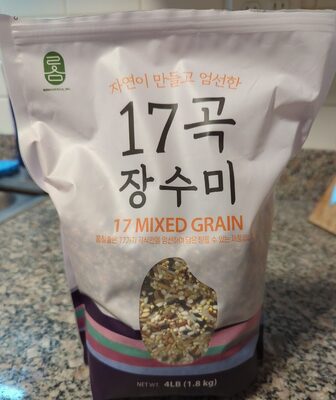 름
자연이 만들고 엄선한
17곡
장수미
17 MIXED GRAIN
NET WT. 4LB (1.8 kg)